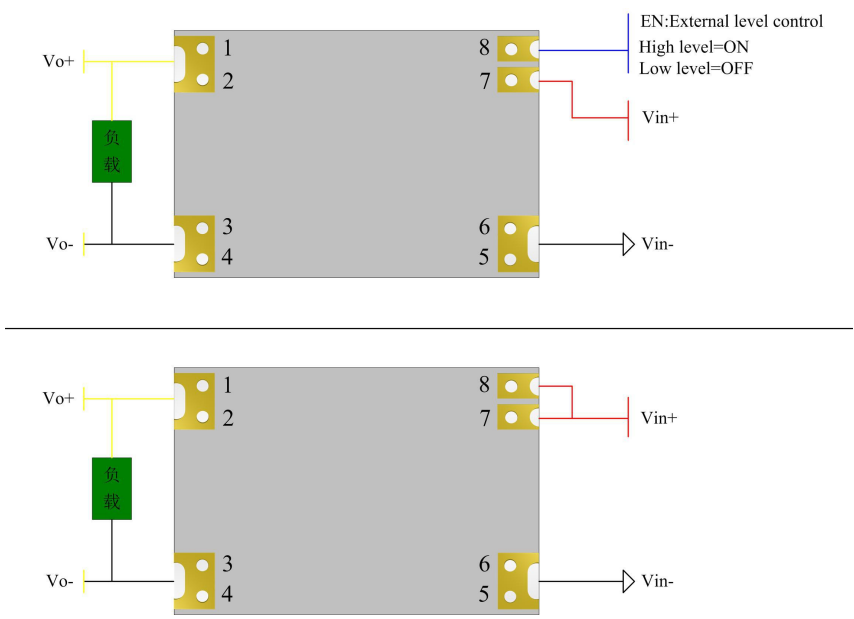 EN:External level control
High level=ON
Low level=OFF
1
8
Vo+
2
7
Vin+
负
载
3
6
Vo-
Vin-
4
5
1
8
Vo+
2
7
Vin+
负
载
3
6
Vo-
Vin-
4
5